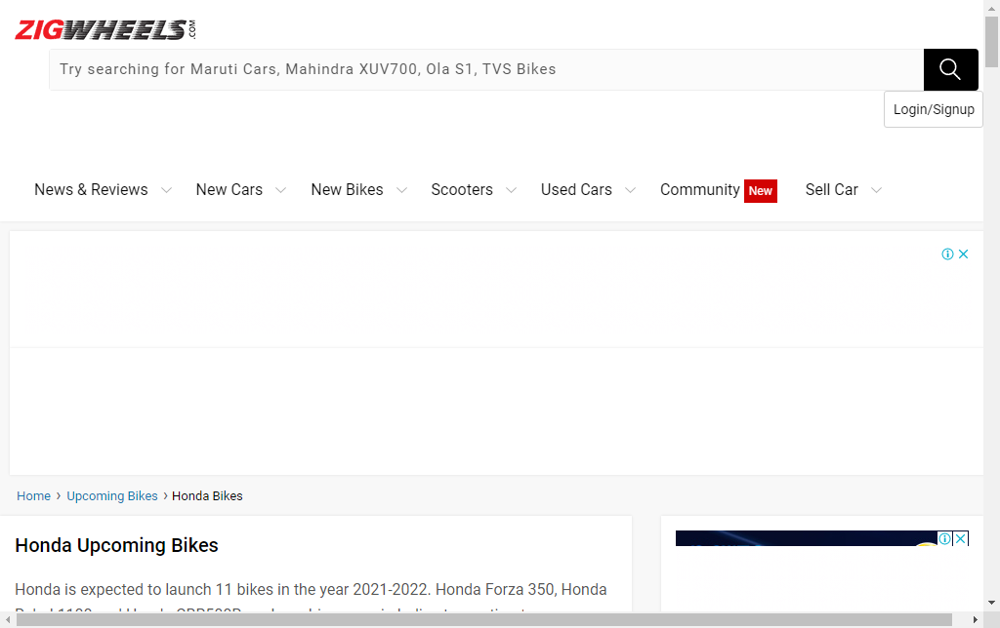 ZIGWHEELS.COM
Try searching for Maruti Cars, Mahindra XUV700, Ola S1, TVS Bikes
Login/Signup
News & Reviews New Cars New Bikes Scooters Used Cars Community New Sell Car
Home › Upcoming Bikes › Honda Bikes
Honda Upcoming Bikes
Honda is expected to launch 11 bikes in the year 2021-2022. Honda Forza 350, Honda